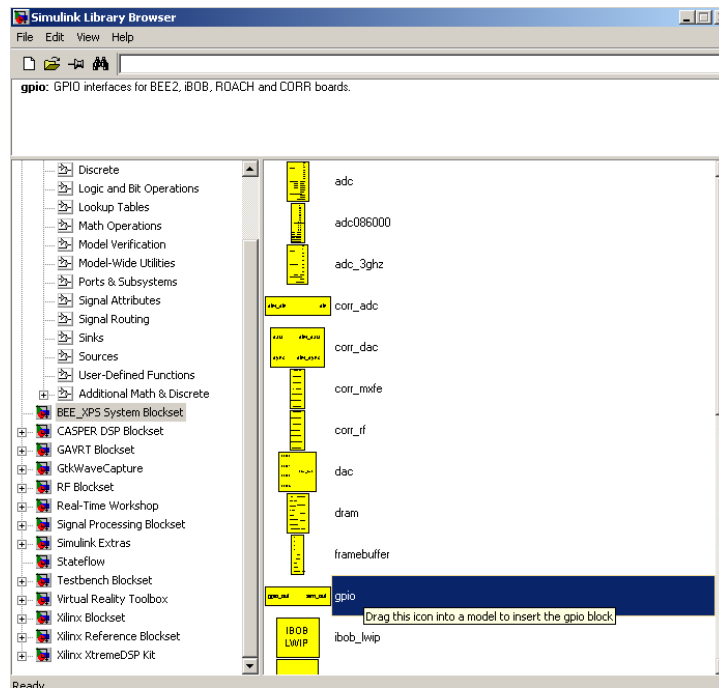 Simulink Library Browser
File Edit View Help
gpio: GPIO interfaces for BEE2, iBOB, ROACH and CORR boards.
Discrete
Logic and Bit Operations
Lookup Tables
Math Operations
Model Verification
Model-Wide Utilities
Ports & Subsystems
Signal Attributes
Signal Routing
Sinks
Sources
User-Defined Functions
Additional Math & Discrete
BEE_XPS System Blockset
CASPER DSP Blockset
GAVRT Blockset
GtkWaveCapture
RF Blockset
Real-Time Workshop
Signal Processing Blockset
Simulink Extras
Stateflow
Testbench Blockset
Virtual Reality Toolbox
Xilinx Blockset
Xilinx Reference Blockset
Xilinx XtremeDSP Kit
adc
adc086000
adc_3ghz
corr_adc
corr_dac
corr_mxfe
corr_rf
dac
dram
framebuffer
gpio_out sim_out gpio
Drag this icon into a model to insert the gpio block
IBOB
LWIP
ibob_lwip
Ready